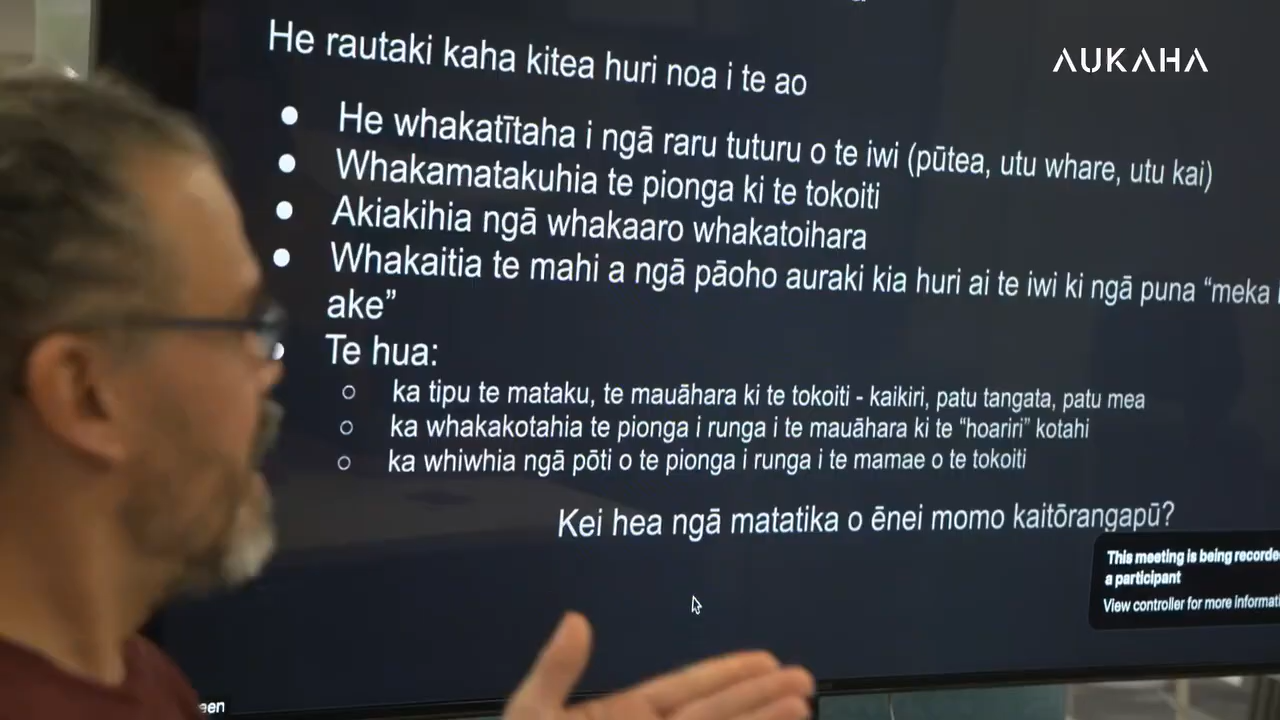 AUKAHA
He rautaki kaha kitea huri noa i te ao
● He whakatītaha i ngā raru tuturu o te iwi (pūtea, utu whare, utu kai)
● Whakamatakuhia te pionga ki te tokoiti
● Akiakihia ngā whakaaro whakatoihara
● Whakaitia te mahi a ngā pāoho auraki kia huri ai te iwi ki ngā puna “meka
ake”
● Te hua:
○ ka tipu te mataku, te mauāhara ki te tokoiti - kaikiri, patu tangata, patu mea
○ ka whakakotahia te pionga i runga i te mauāhara ki te “hoariri” kotahi
○ ka whiwhia ngā pōti o te pionga i runga i te mamae o te tokoiti
Kei hea ngā matatika o ēnei momo kaitōrangapū?
This meeting is being recorde
a participant
View controller for more informati
een